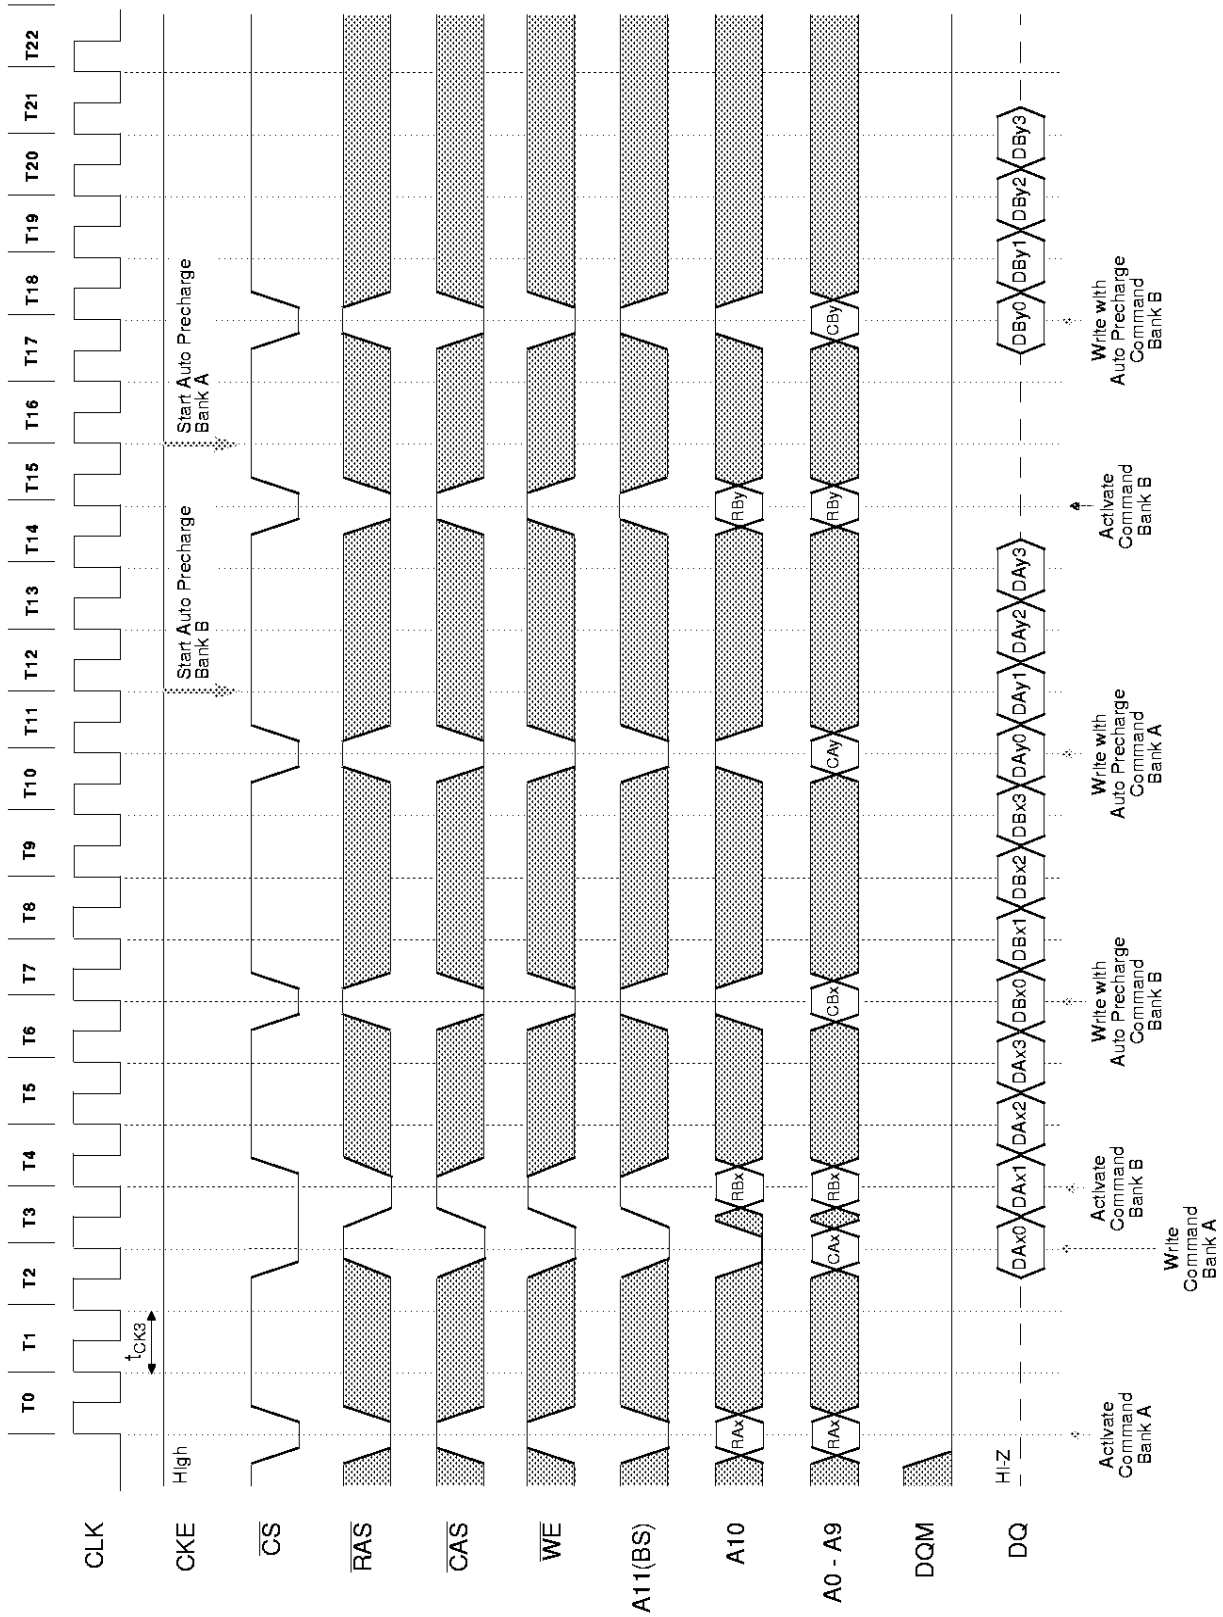 T0 T1 T2 T3 T4 T5 T6 T7 T8 T9 T10 T11 T12 T13 T14 T15 T16 T17 T18 T19 T20 T21 T22
CLK
tCK3
CKE
High
Start Auto Precharge
Bank B
Start Auto Precharge
Bank A
CS
RAS
CAS
WE
A11(BS)
A10
RAx RBx RBy
A0 - A9
RAx CAx RBx CBx CAy RBy CBy
DQM
DQ
Hi-Z
DAx0 DAx1 DAx2 DAx3 DBx0 DBx1 DBx2 DBx3 DAy0 DAy1 DAy2 DAy3 DBy0 DBy1 DBy2 DBy3
Activate
Command
Bank A
Write
Command
Bank A
Activate
Command
Bank B
Write with
Auto Precharge
Command
Bank B
Write with
Auto Precharge
Command
Bank A
Activate
Command
Bank B
Write with
Auto Precharge
Command
Bank B